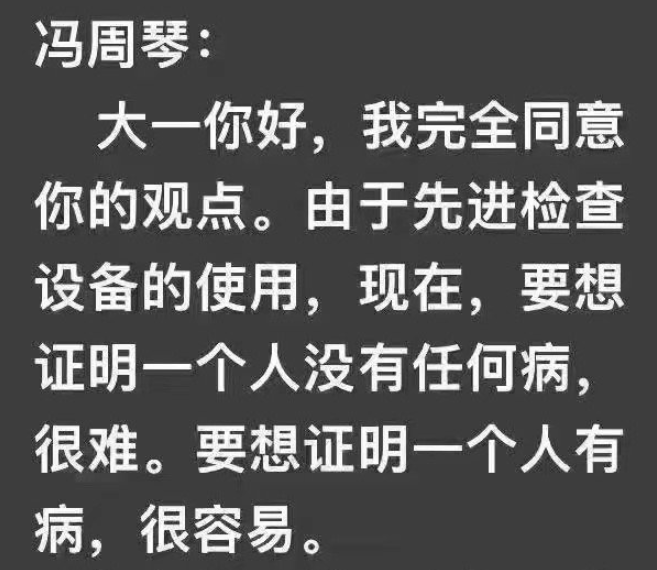 冯周琴：
大一你好，我完全同意
你的观点。由于先进检查
设备的使用，现在，要想
证明一个人没有任何病，
很难。要想证明一个人有
病，很容易。